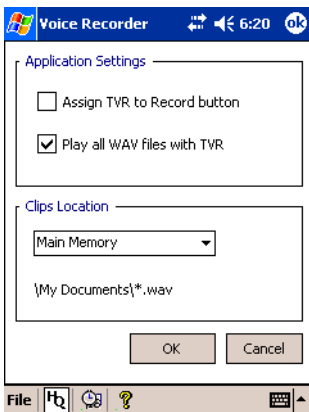 Voice Recorder 6:20 ok
Application Settings
Assign TVR to Record button
Play all WAV files with TVR
Clips Location
Main Memory
\My Documents\*.wav
OK Cancel
File HQ ?